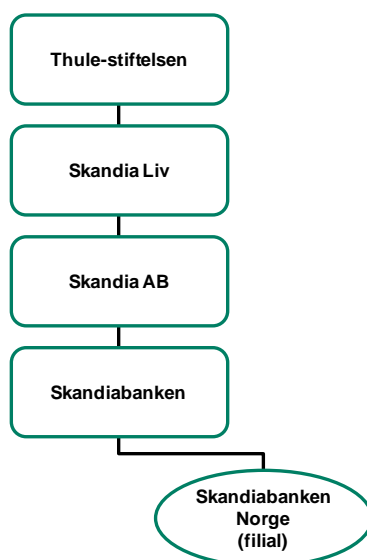 Thule-stiftelsen
Skandia Liv
Skandia AB
Skandiabanken
Skandiabanken
Norge
(filial)